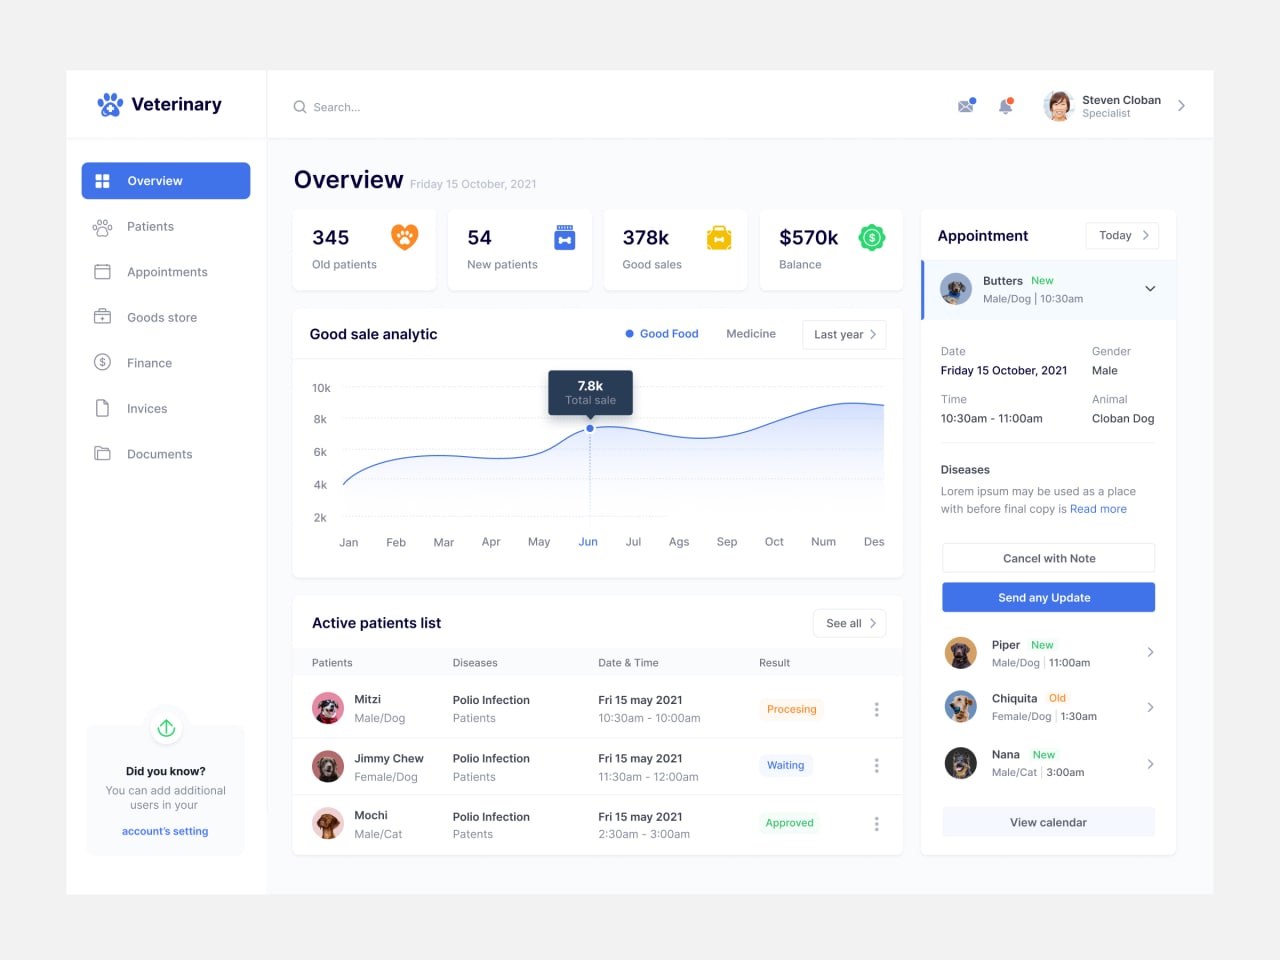 Veterinary
Search...
Steven Cloban
Specialist
Overview
Patients
Appointments
Goods store
Finance
Invices
Documents
Did you know?
You can add additional
users in your
account's setting
Overview Friday 15 October, 2021
345
Old patients
54
New patients
378k
Good sales
$570k
Balance
Good sale analytic
Good Food
Medicine
Last year
7.8k
Total sale
10k
8k
6k
4k
2k
Jan Feb Mar Apr May Jun Jul Ags Sep Oct Num Des
Active patients list
See all
Patients Diseases Date & Time Result
Mitzi Polio Infection Fri 15 may 2021
Male/Dog Patients 10:30am - 10:00am
Procesing
Jimmy Chew Polio Infection Fri 15 may 2021
Female/Dog Patients 11:30am - 12:00am
Waiting
Mochi Polio Infection Fri 15 may 2021
Male/Cat Patents 2:30am - 3:00am
Approved
Appointment
Today
Butters New
Male/Dog | 10:30am
Date Gender
Friday 15 October, 2021 Male
Time Animal
10:30am - 11:00am Cloban Dog
Diseases
Lorem ipsum may be used as a place
with before final copy is Read more
Cancel with Note
Send any Update
Piper New
Male/Dog | 11:00am
Chiquita Old
Female/Dog | 1:30am
Nana New
Male/Cat | 3:00am
View calendar